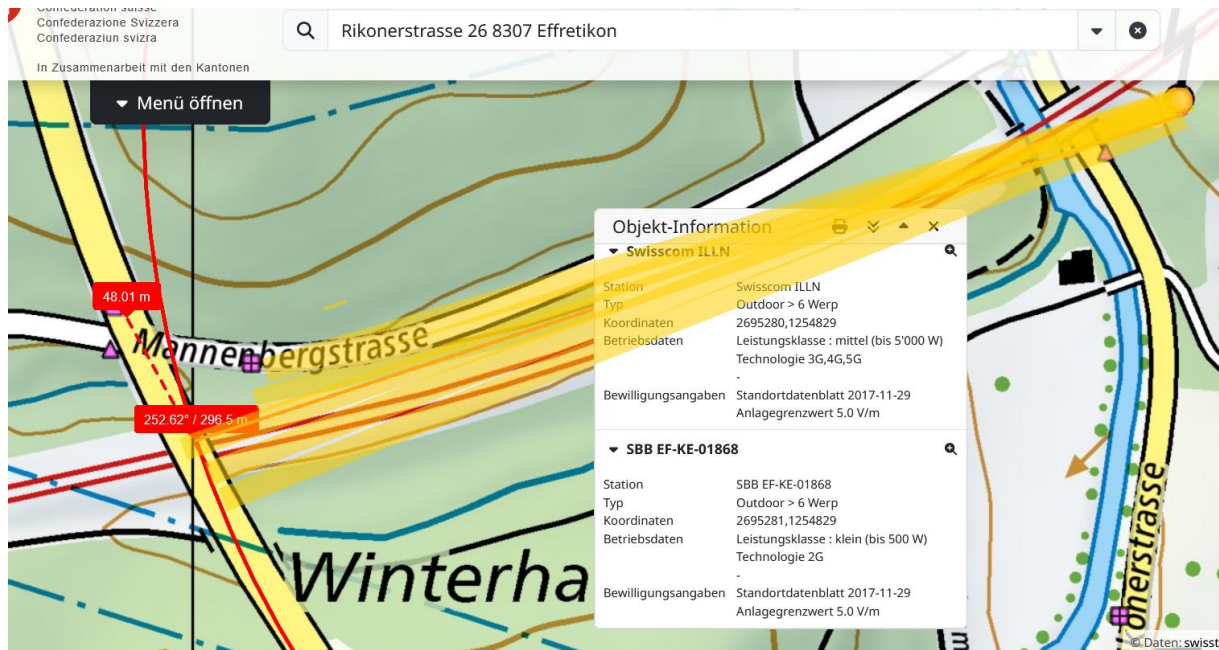 Confédération suisse
Confederazione Svizzera
Confederaziun svizra
In Zusammenarbeit mit den Kantonen
Rikonerstrasse 26 8307 Effretikon
Menü öffnen
48.01 m
Mannenbergstrasse
252.62° / 296.5 m
Winterha
Objekt-Information
Swisscom ILLN
Station Swisscom ILLN
Typ Outdoor > 6 Werp
Koordinaten 2695280,1254829
Betriebsdaten Leistungsklasse : mittel (bis 5'000 W)
Technologie 3G,4G,5G
-
Bewilligungsangaben Standortdatenblatt 2017-11-29
Anlagegrenzwert 5.0 V/m
SBB EF-KE-01868
Station SBB EF-KE-01868
Typ Outdoor > 6 Werp
Koordinaten 2695281,1254829
Betriebsdaten Leistungsklasse : klein (bis 500 W)
Technologie 2G
-
Bewilligungsangaben Standortdatenblatt 2017-11-29
Anlagegrenzwert 5.0 V/m
onerstrasse
© Daten: swisst